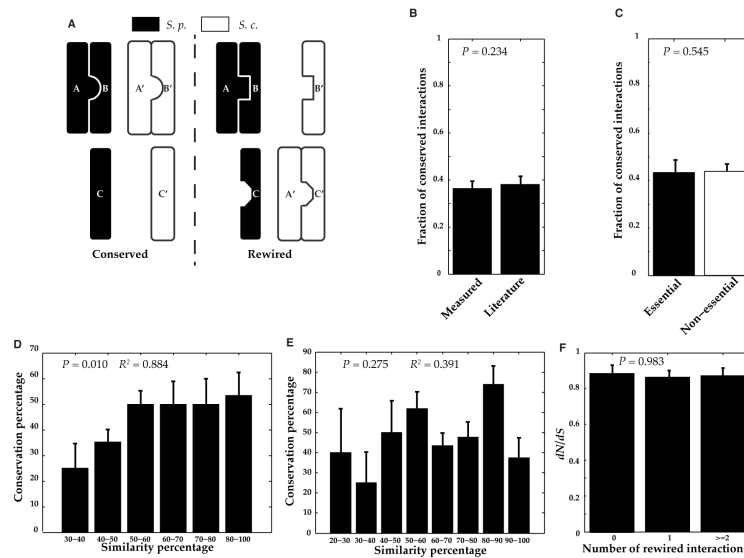 A
S. p.
S. c.
A B A′ B′
A B B′
C C′
C A′ C′
Conserved
Rewired
B
P = 0.234
Fraction of conserved interactions
1
0.8
0.6
0.4
0.2
0
Measured
Literature
C
P = 0.545
Fraction of conserved interactions
1
0.8
0.6
0.4
0.2
0
Essential
Non−essential
D
P = 0.010 R² = 0.884
Conservation percentage
70
60
50
40
30
20
10
0
30−40 40−50 50−60 60−70 70−80 80−100
Similarity percentage
E
P = 0.275 R² = 0.391
Conservation percentage
90
80
70
60
50
40
30
20
10
0
20−30 30−40 40−50 50−60 60−70 70−80 80−90 90−100
Similarity percentage
F
P = 0.983
dN/dS
1
0.8
0.6
0.4
0.2
0
0 1 >=2
Number of rewired interaction